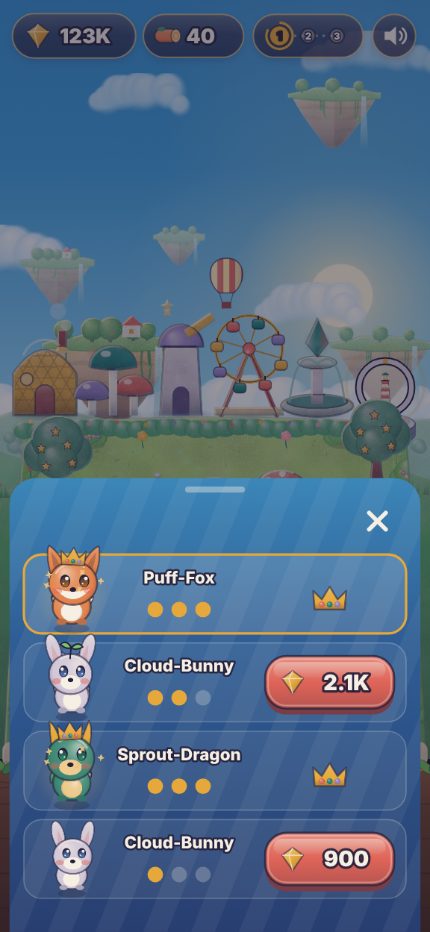 123K
40
1
2
3
Puff-Fox
Cloud-Bunny
2.1K
Sprout-Dragon
Cloud-Bunny
900